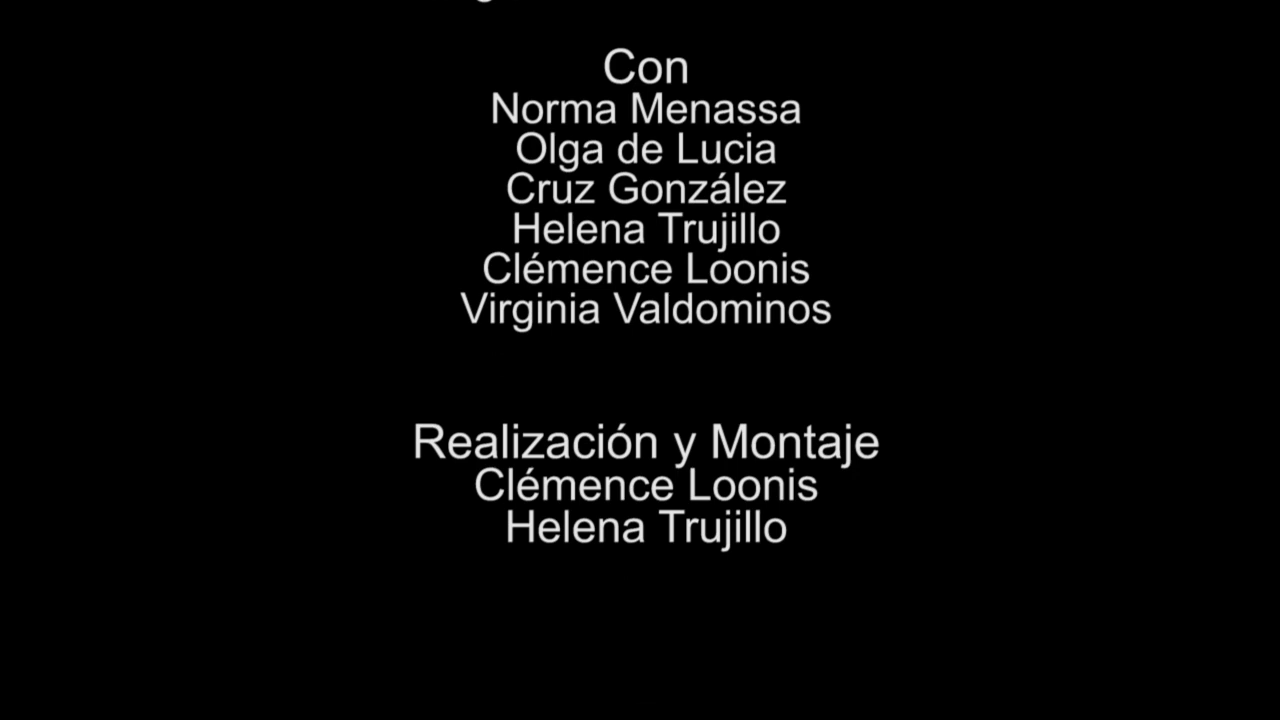 Con
Norma Menassa
Olga de Lucia
Cruz González
Helena Trujillo
Clémence Loonis
Virginia Valdominos
Realización y Montaje
Clémence Loonis
Helena Trujillo